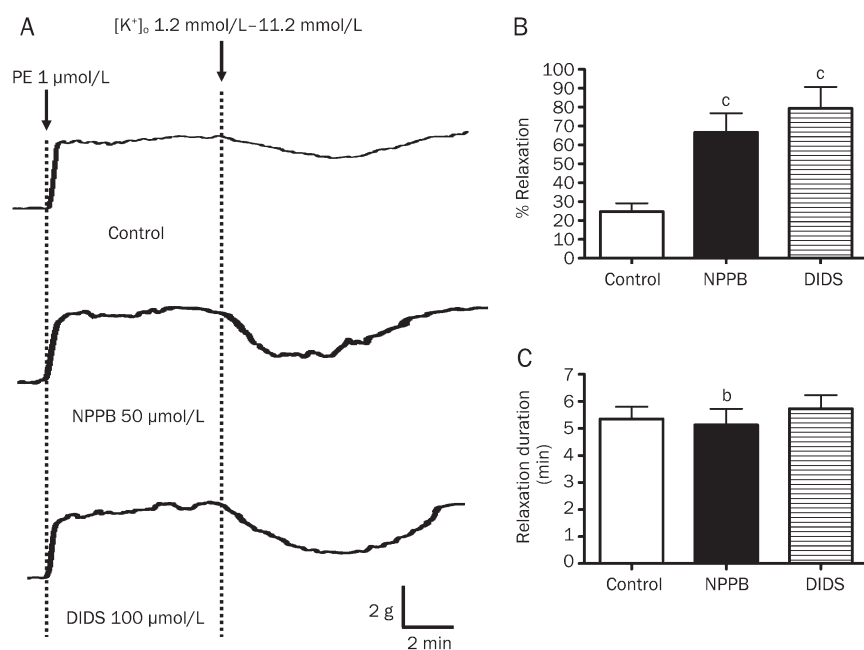 A
[K⁺]ₒ 1.2 mmol/L–11.2 mmol/L
PE 1 μmol/L
Control
NPPB 50 μmol/L
DIDS 100 μmol/L
2 g
2 min
B
% Relaxation
100
90
80
70
60
50
40
30
20
10
0
c
c
Control NPPB DIDS
C
Relaxation duration
(min)
7
6
5
4
3
2
1
0
b
Control NPPB DIDS